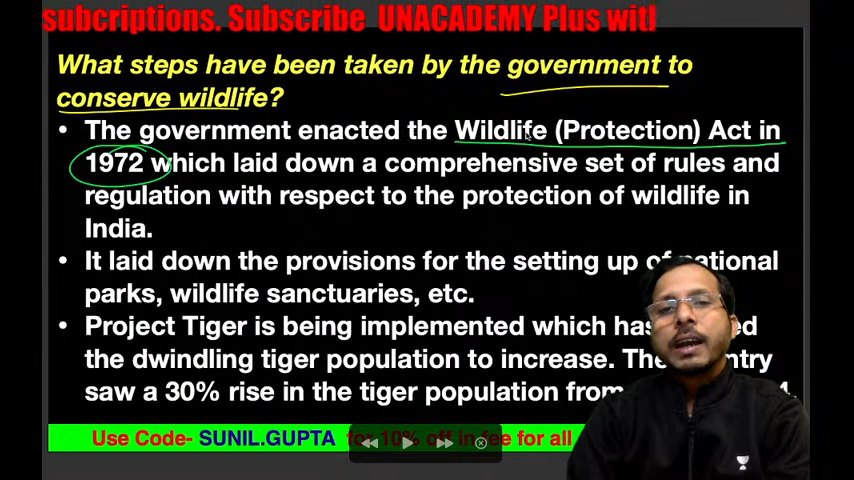 subcriptions. Subscribe UNACADEMY Plus with
What steps have been taken by the government to
conserve wildlife?
• The government enacted the Wildlife (Protection) Act in
1972 which laid down a comprehensive set of rules and
regulation with respect to the protection of wildlife in
India.
• It laid down the provisions for the setting up of national
parks, wildlife sanctuaries, etc.
• Project Tiger is being implemented which has
the dwindling tiger population to increase. The
saw a 30% rise in the tiger population from
Use Code- SUNIL.GUPTA for 10% off in fee for all